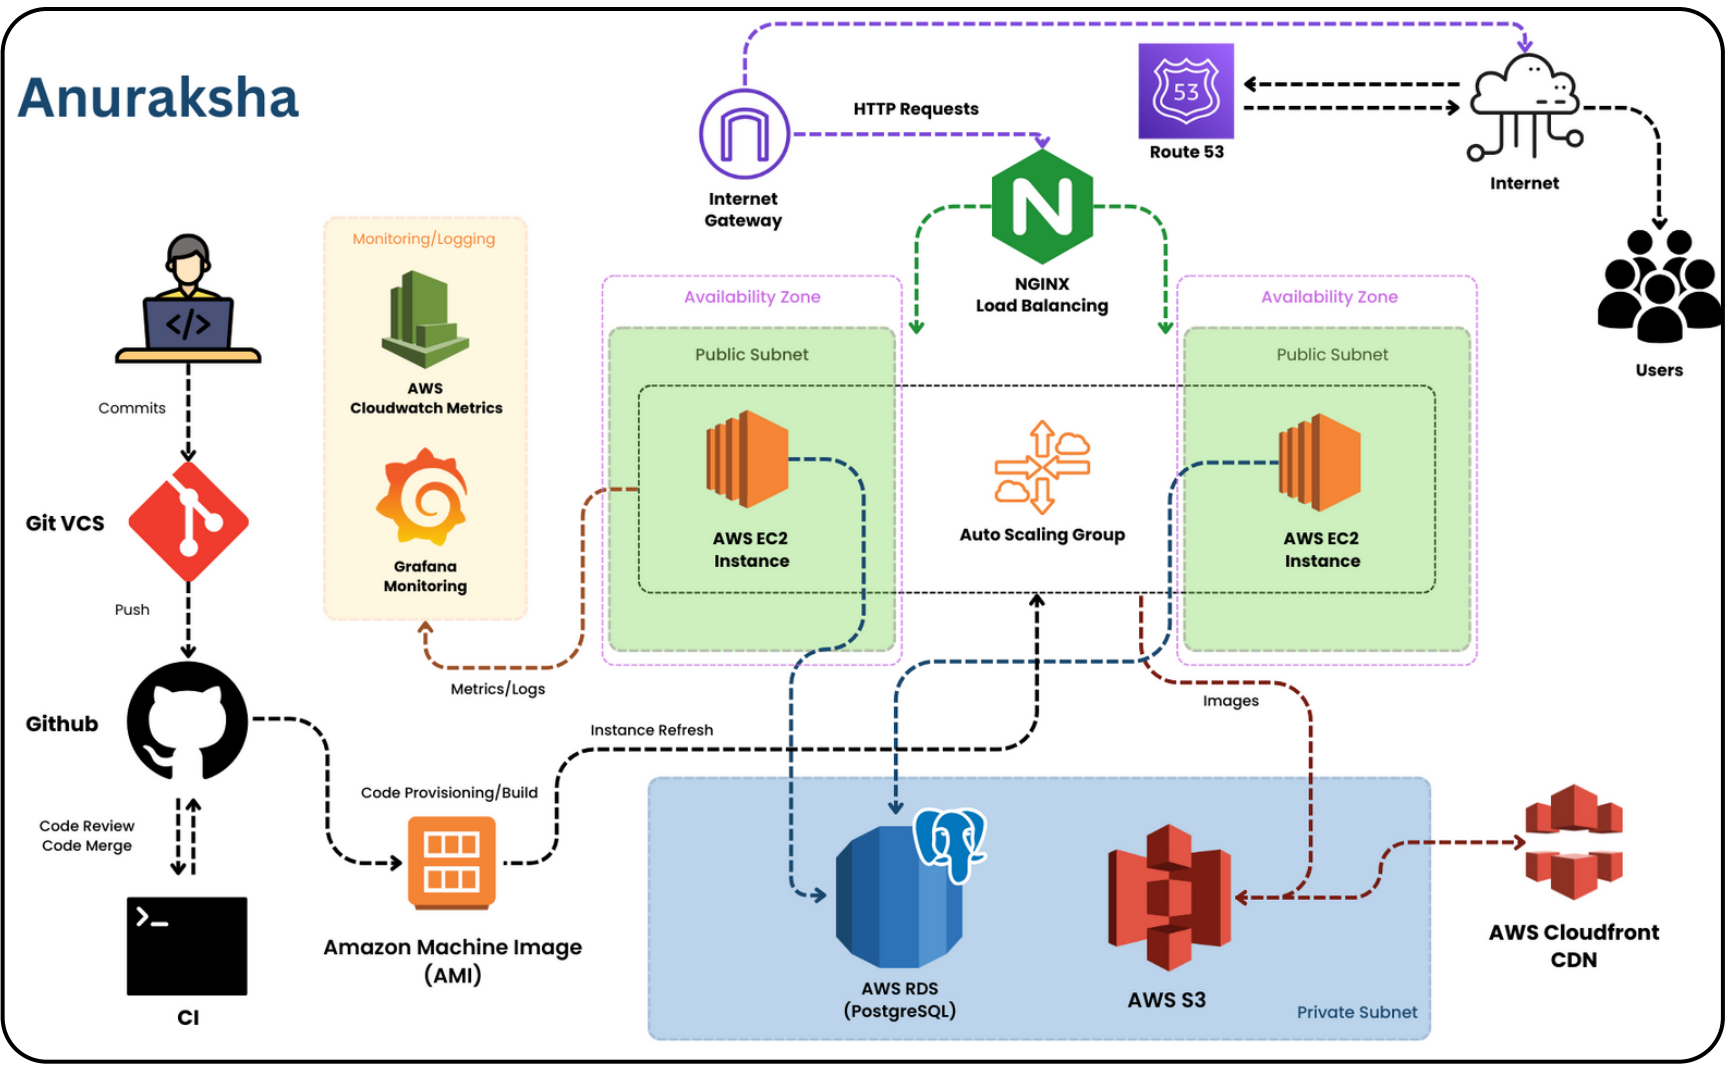 Anuraksha
HTTP Requests
53
Route 53
Internet
Internet
Gateway
Users
NGINX
Load Balancing
Monitoring/Logging
AWS
Cloudwatch Metrics
Grafana
Monitoring
Availability Zone
Public Subnet
AWS EC2
Instance
Auto Scaling Group
Availability Zone
Public Subnet
AWS EC2
Instance
</>
Commits
Git VCS
Push
Github
Code Review
Code Merge
>_
CI
Metrics/Logs
Instance Refresh
Code Provisioning/Build
Amazon Machine Image
(AMI)
Images
AWS RDS
(PostgreSQL)
AWS S3
Private Subnet
AWS Cloudfront
CDN